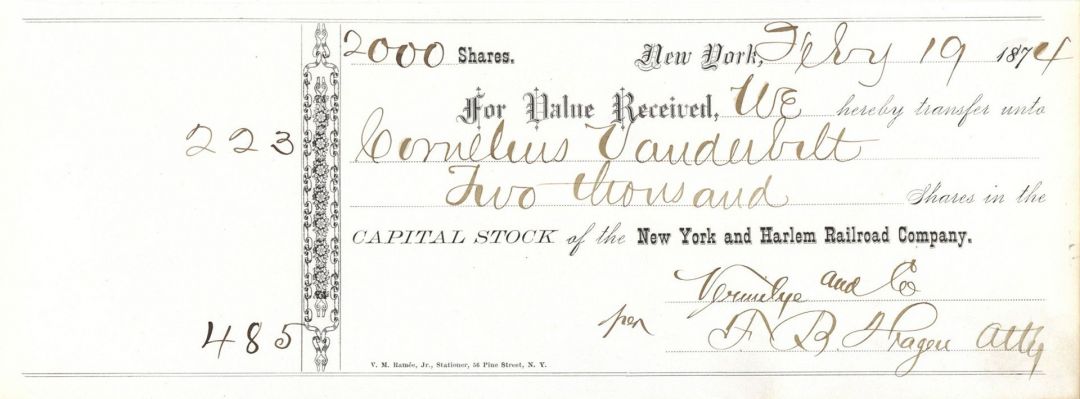 2000 Shares. New York, Feby 19 1874
For Value Received, We hereby transfer unto
223
Cornelius Vanderbelt
Two thousand Shares in the
CAPITAL STOCK of the New York and Harlem Railroad Company.
Vermilye and Co
per F. B. Atty
485
V. M. Ramée, Jr., Stationer, 56 Pine Street, N. Y.